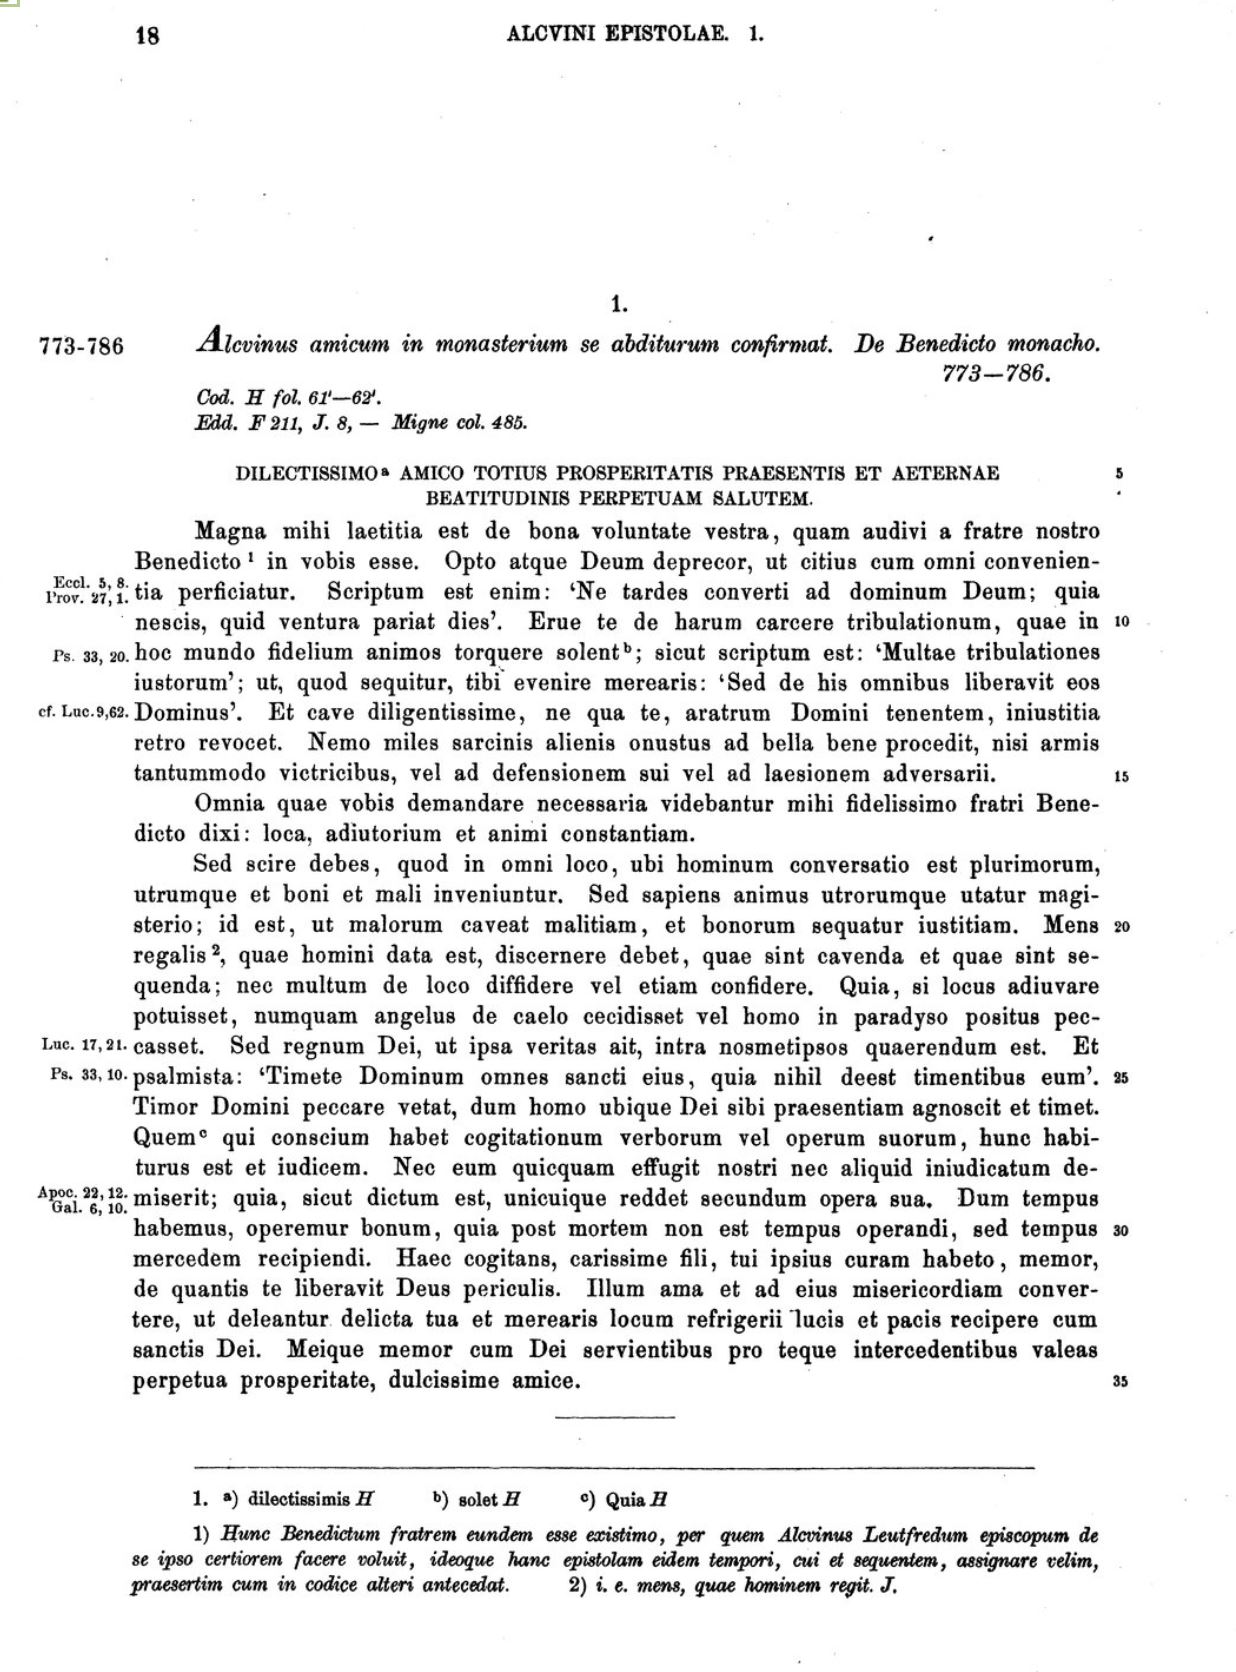 18 ALCVINI EPISTOLAE. 1.
1.
773-786 Alcvinus amicum in monasterium se abditurum confirmat. De Benedicto monacho.
773—786.
Cod. H fol. 61'—62'.
Edd. F 211, J. 8, — Migne col. 485.
DILECTISSIMOᵃ AMICO TOTIUS PROSPERITATIS PRAESENTIS ET AETERNAE 5
BEATITUDINIS PERPETUAM SALUTEM.
Magna mihi laetitia est de bona voluntate vestra, quam audivi a fratre nostro
Benedicto ¹ in vobis esse. Opto atque Deum deprecor, ut citius cum omni convenien-
Eccl. 5, 8.
Prov. 27, 1. tia perficiatur. Scriptum est enim: ‘Ne tardes converti ad dominum Deum; quia
nescis, quid ventura pariat dies’. Erue te de harum carcere tribulationum, quae in 10
Ps. 33, 20. hoc mundo fidelium animos torquere solentᵇ; sicut scriptum est: ‘Multae tribulationes
iustorum’; ut, quod sequitur, tibi evenire merearis: ‘Sed de his omnibus liberavit eos
cf. Luc. 9,62. Dominus’. Et cave diligentissime, ne qua te, aratrum Domini tenentem, iniustitia
retro revocet. Nemo miles sarcinis alienis onustus ad bella bene procedit, nisi armis
tantummodo victricibus, vel ad defensionem sui vel ad laesionem adversarii. 15
Omnia quae vobis demandare necessaria videbantur mihi fidelissimo fratri Bene-
dicto dixi: loca, adiutorium et animi constantiam.
Sed scire debes, quod in omni loco, ubi hominum conversatio est plurimorum,
utrumque et boni et mali inveniuntur. Sed sapiens animus utrorumque utatur magi-
sterio; id est, ut malorum caveat malitiam, et bonorum sequatur iustitiam. Mens 20
regalis ², quae homini data est, discernere debet, quae sint cavenda et quae sint se-
quenda; nec multum de loco diffidere vel etiam confidere. Quia, si locus adiuvare
potuisset, numquam angelus de caelo cecidisset vel homo in paradyso positus pec-
Luc. 17, 21. casset. Sed regnum Dei, ut ipsa veritas ait, intra nosmetipsos quaerendum est. Et
Ps. 33, 10. psalmista: ‘Timete Dominum omnes sancti eius, quia nihil deest timentibus eum’. 25
Timor Domini peccare vetat, dum homo ubique Dei sibi praesentiam agnoscit et timet.
Quemᶜ qui conscium habet cogitationum verborum vel operum suorum, hunc habi-
turus est et iudicem. Nec eum quicquam effugit nostri nec aliquid iniudicatum de-
Apoc. 22, 12.
Gal. 6, 10. miserit; quia, sicut dictum est, unicuique reddet secundum opera sua. Dum tempus
habemus, operemur bonum, quia post mortem non est tempus operandi, sed tempus 30
mercedem recipiendi. Haec cogitans, carissime fili, tui ipsius curam habeto, memor,
de quantis te liberavit Deus periculis. Illum ama et ad eius misericordiam conver-
tere, ut deleantur delicta tua et merearis locum refrigerii lucis et pacis recipere cum
sanctis Dei. Meique memor cum Dei servientibus pro teque intercedentibus valeas
perpetua prosperitate, dulcissime amice. 35
1. ᵃ) dilectissimis H ᵇ) solet H ᶜ) Quia H
1) Hunc Benedictum fratrem eundem esse existimo, per quem Alcvinus Leutfredum episcopum de
se ipso certiorem facere voluit, ideoque hanc epistolam eidem tempori, cui et sequentem, assignare velim,
praesertim cum in codice alteri antecedat. 2) i. e. mens, quae hominem regit. J.